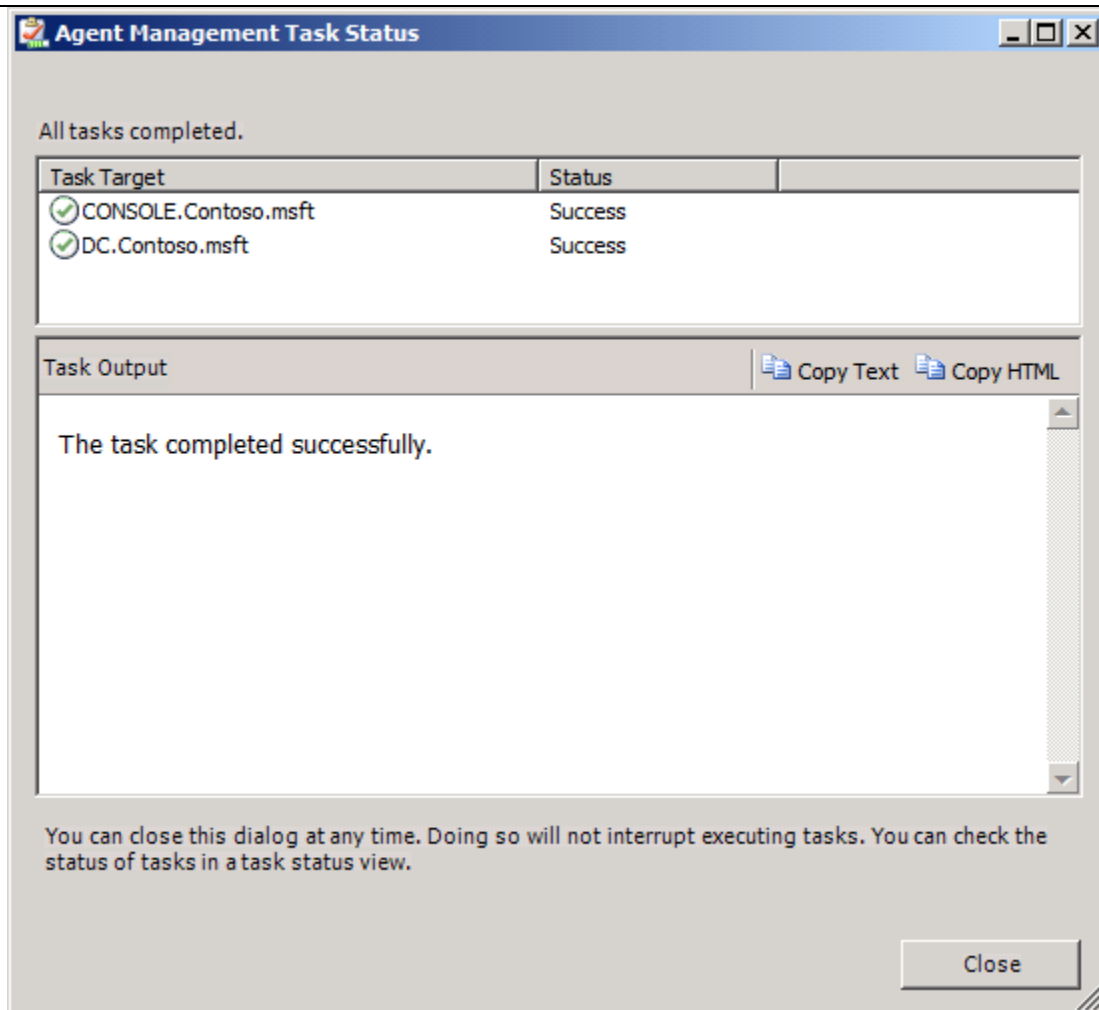 Agent Management Task Status
All tasks completed.
Task Target Status
CONSOLE.Contoso.msft Success
DC.Contoso.msft Success
Task Output Copy Text Copy HTML
The task completed successfully.
You can close this dialog at any time. Doing so will not interrupt executing tasks. You can check the
status of tasks in a task status view.
Close